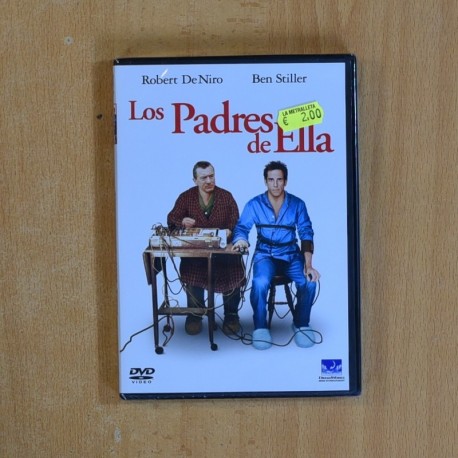 Robert De Niro Ben Stiller
Los Padres
de Ella
LA METRALLETA
€ 2,00
DVD
VIDEO